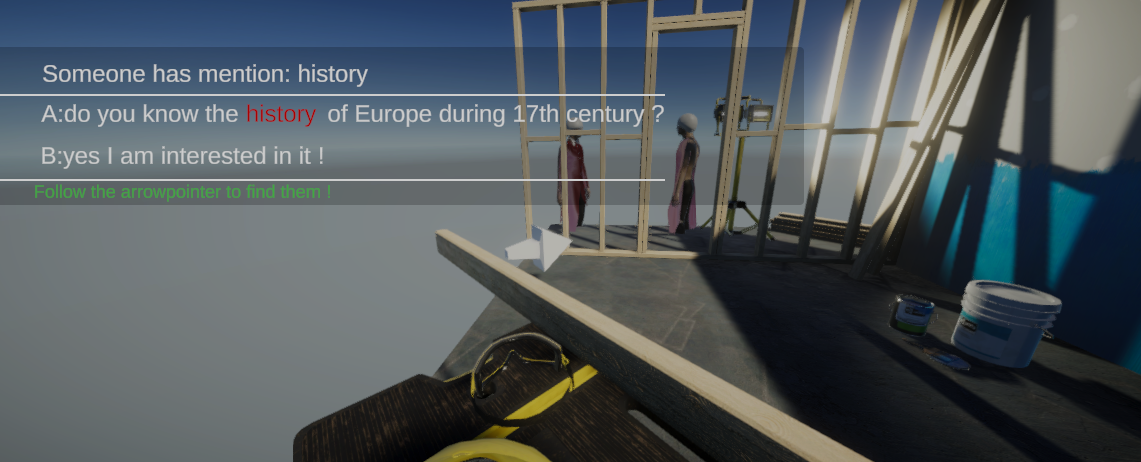 Someone has mention: history
A:do you know the history of Europe during 17th century ?
B:yes I am interested in it !
Follow the arrowpointer to find them !